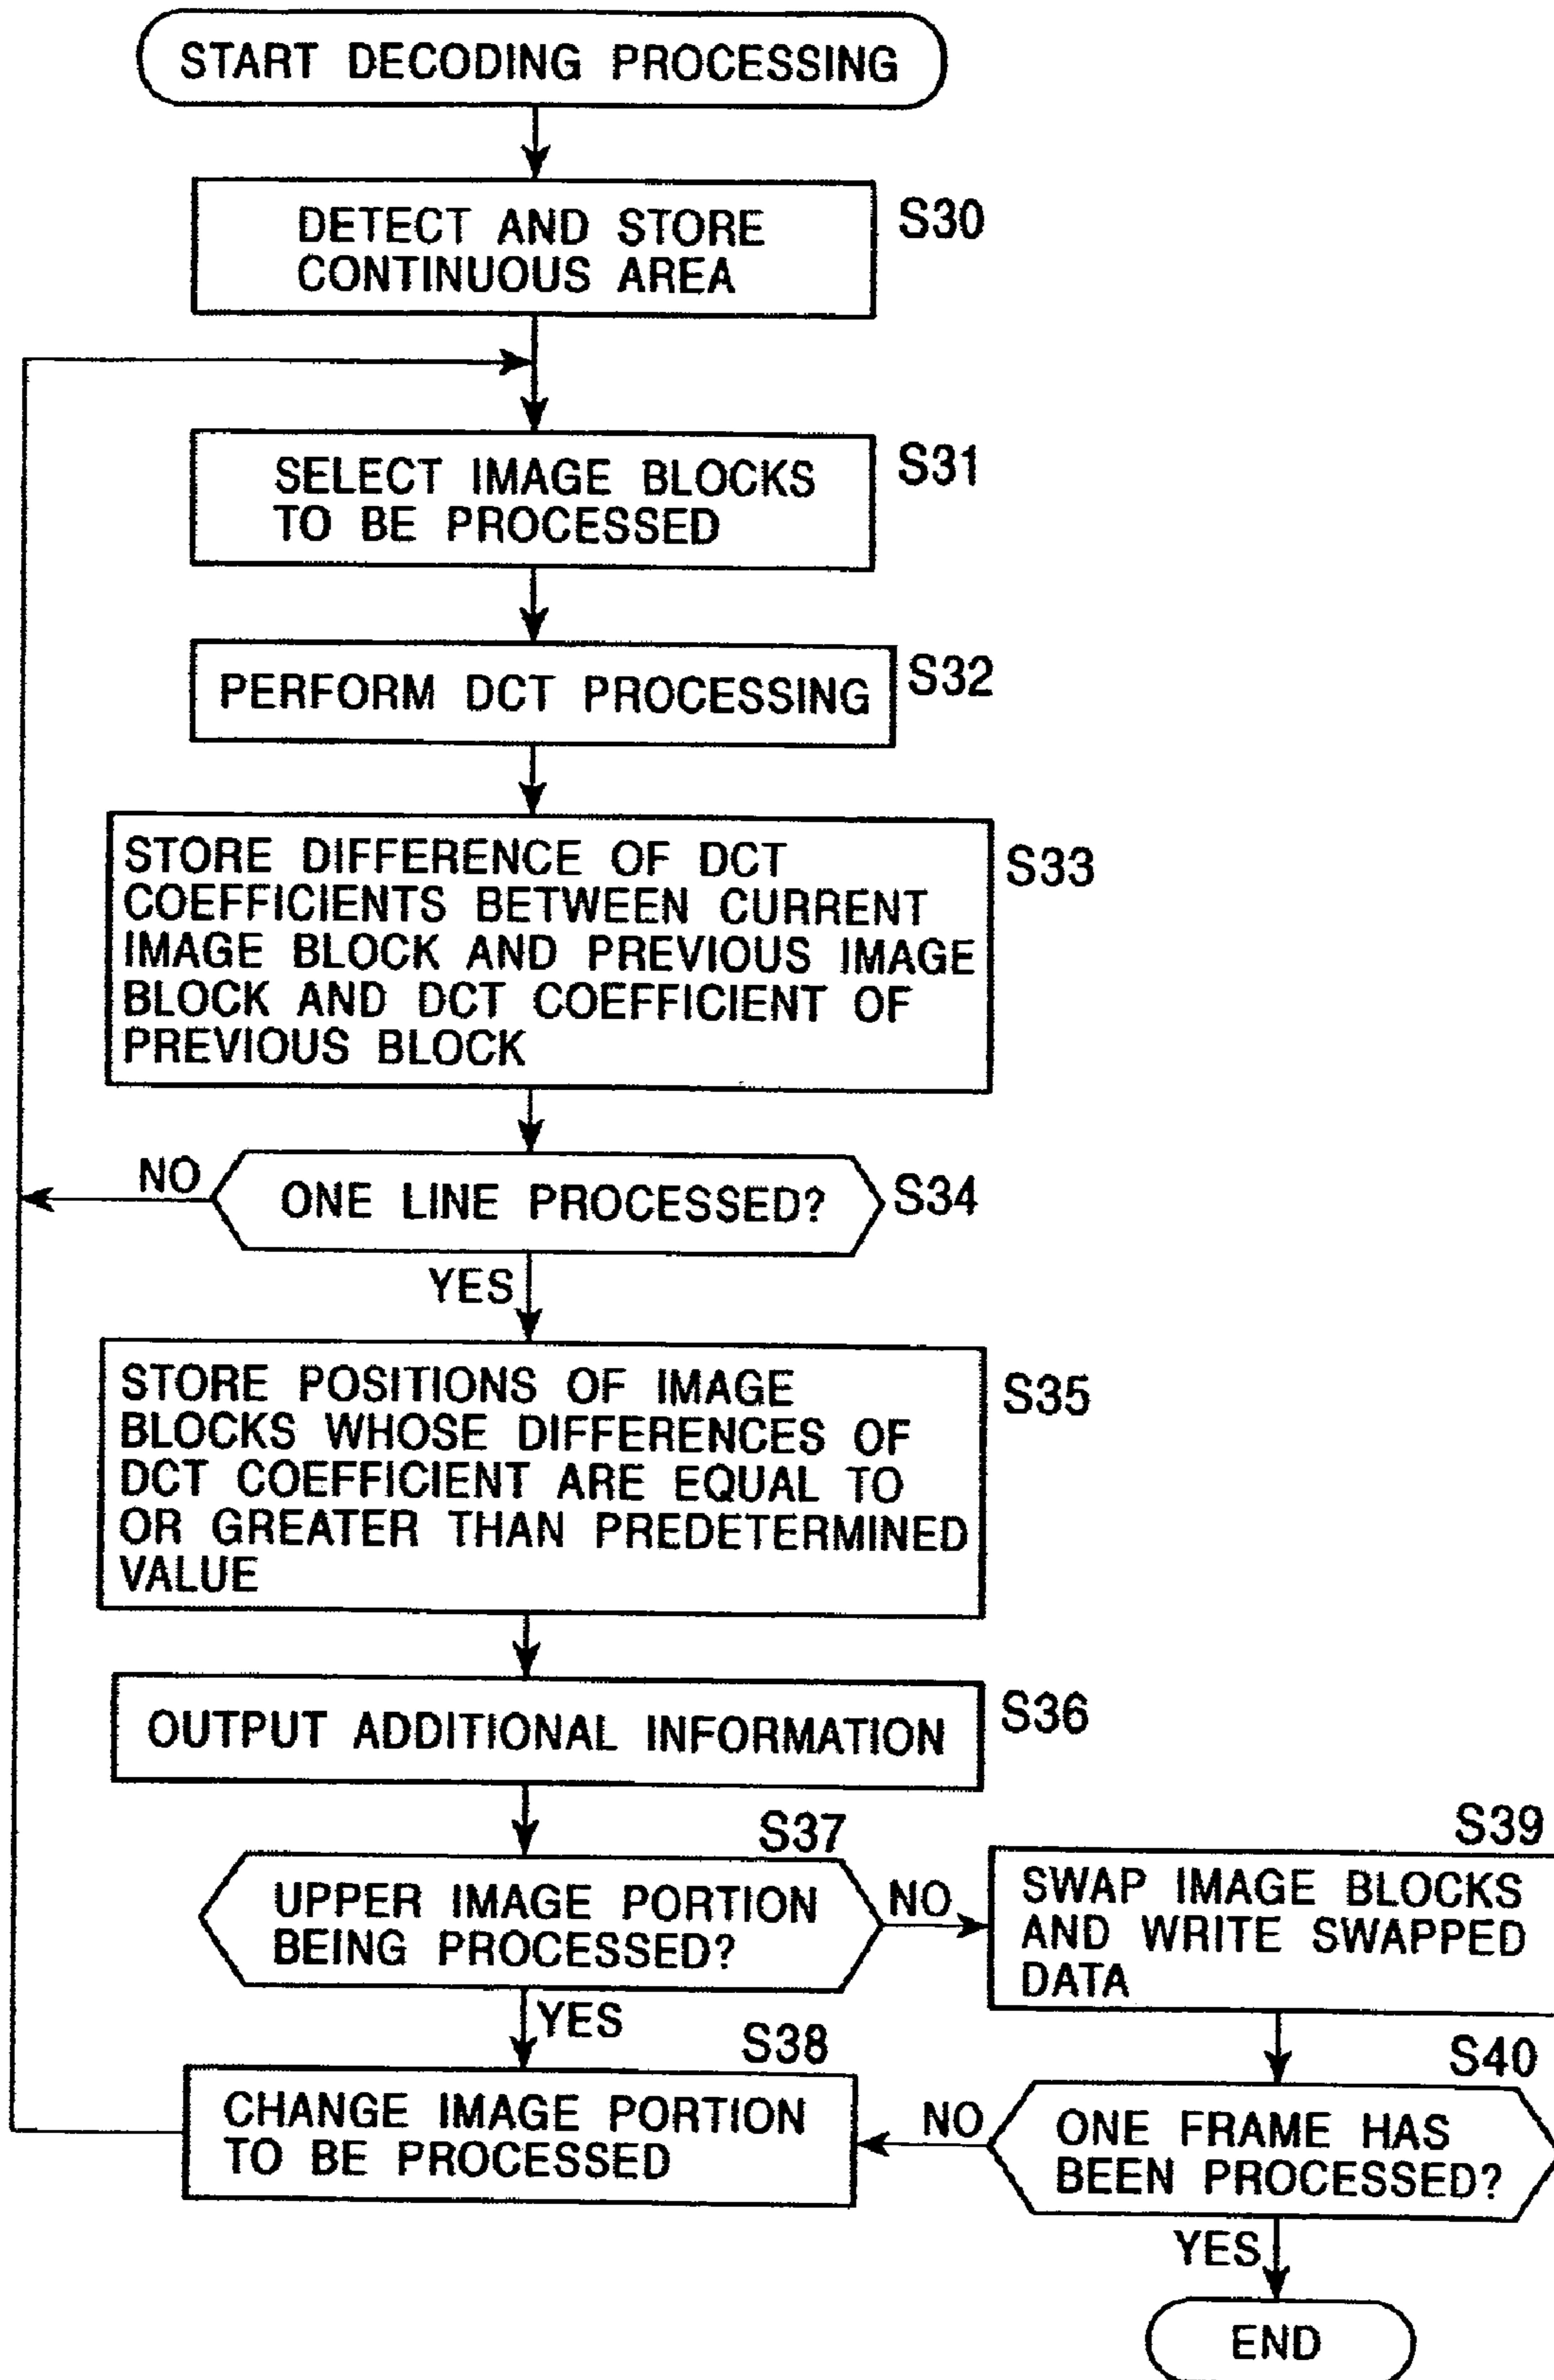 START DECODING PROCESSING
DETECT AND STORE
CONTINUOUS AREA
S30
SELECT IMAGE BLOCKS
TO BE PROCESSED
S31
PERFORM DCT PROCESSING
S32
STORE DIFFERENCE OF DCT
COEFFICIENTS BETWEEN CURRENT
IMAGE BLOCK AND PREVIOUS IMAGE
BLOCK AND DCT COEFFICIENT OF
PREVIOUS BLOCK
S33
NO
ONE LINE PROCESSED?
S34
YES
STORE POSITIONS OF IMAGE
BLOCKS WHOSE DIFFERENCES OF
DCT COEFFICIENT ARE EQUAL TO
OR GREATER THAN PREDETERMINED
VALUE
S35
OUTPUT ADDITIONAL INFORMATION
S36
S37
UPPER IMAGE PORTION
BEING PROCESSED?
NO
S39
SWAP IMAGE BLOCKS
AND WRITE SWAPPED
DATA
YES
S38
CHANGE IMAGE PORTION
TO BE PROCESSED
NO
S40
ONE FRAME HAS
BEEN PROCESSED?
YES
END